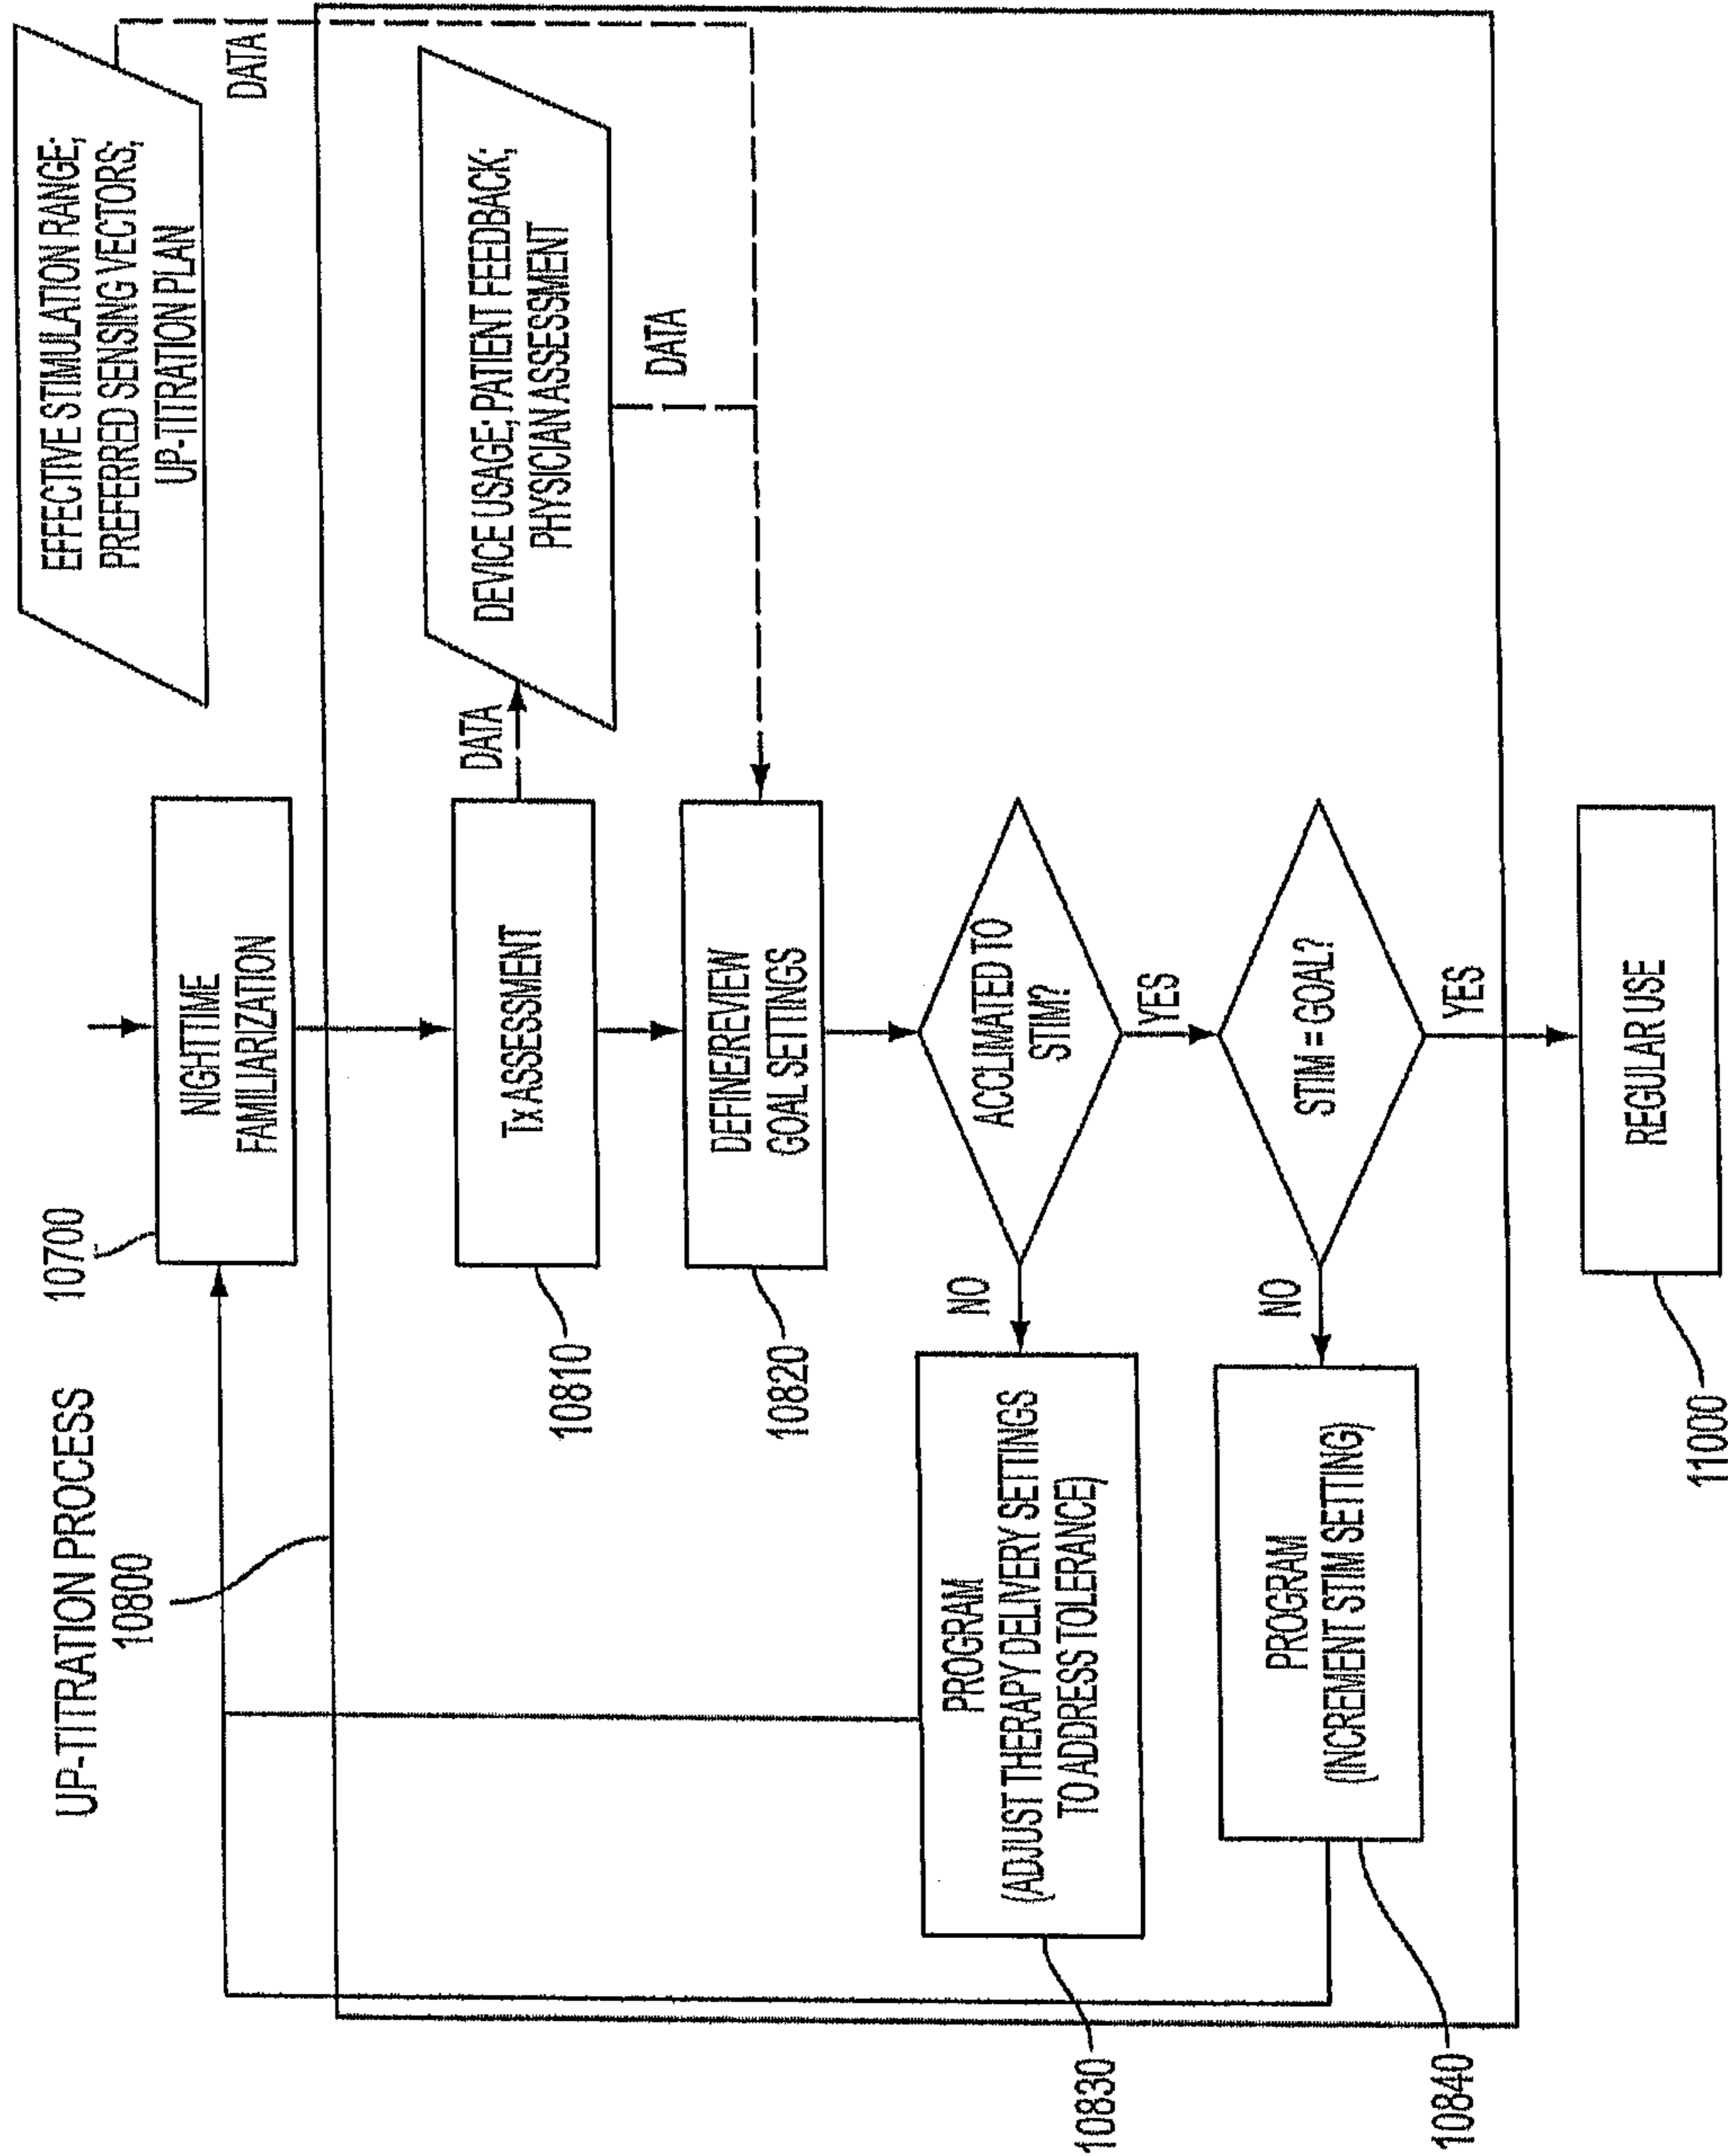 UP-TITRATION PROCESS
10800
10700
NIGHTTIME
FAMILIARIZATION
EFFECTIVE STIMULATION RANGE;
PREFERRED SENSING VECTORS;
UP-TITRATION PLAN
DATA
10810
Tx ASSESSMENT
DATA
DEVICE USAGE; PATIENT FEEDBACK;
PHYSICIAN ASSESSMENT
DATA
10820
DEFINE/REVIEW
GOAL SETTINGS
ACCLIMATED TO
STIM?
NO
YES
10830
PROGRAM
(ADJUST THERAPY DELIVERY SETTINGS
TO ADDRESS TOLERANCE)
STIM = GOAL?
NO
YES
10840
PROGRAM
(INCREMENT STIM SETTING)
11000
REGULAR USE